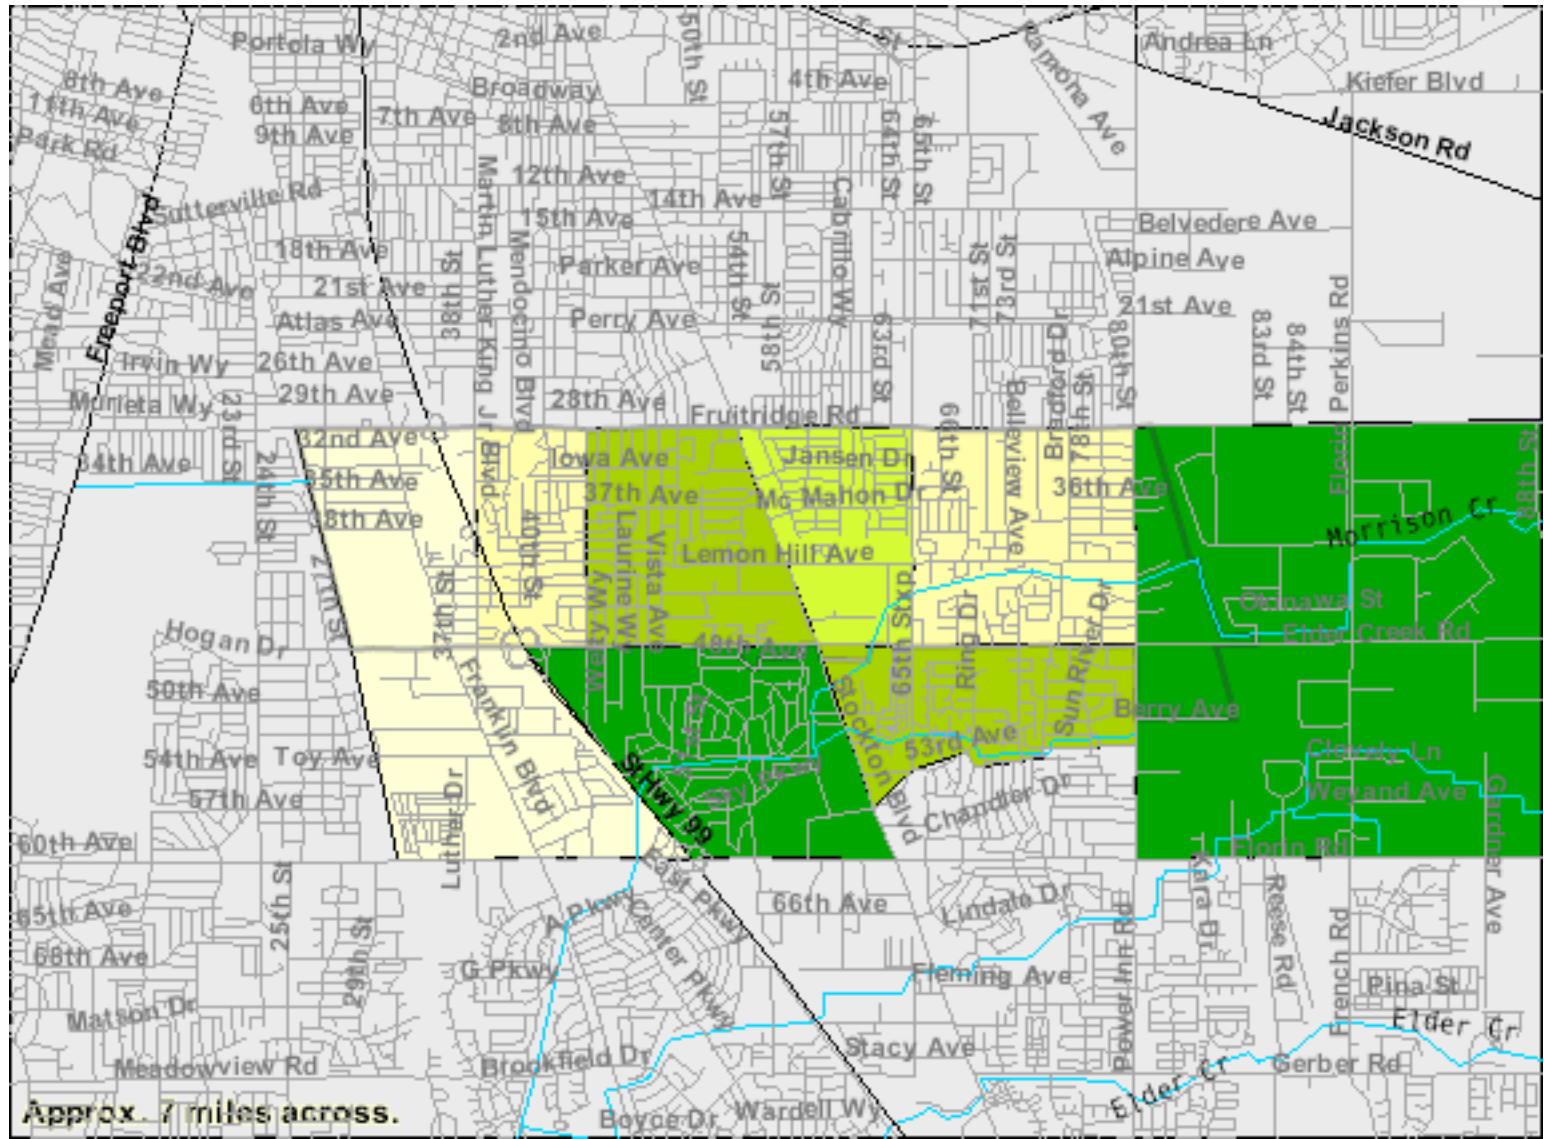 Portola Wy
2nd Ave
50th St
T St
Ramona Ave
Andrea Ln
Kiefer Blvd
8th Ave
11th Ave
Park Rd
6th Ave
9th Ave
7th Ave
Broadway
8th Ave
4th Ave
57th St
64th St
65th St
Jackson Rd
Sutterville Rd
Freeport Blvd
Martin Luther King Jr Blvd
12th Ave
14th Ave
15th Ave
Cabrillo Wy
Belvedere Ave
Alpine Ave
18th Ave
22nd Ave
21st Ave
Mead Ave
38th St
Mendocino Blvd
Parker Ave
54th St
58th St
71st St
73rd St
21st Ave
Perkins Rd
Atlas Ave
Perry Ave
63rd St
Bradford Dr
80th St
83rd St
84th St
Irvin Wy
26th Ave
29th Ave
Murieta Wy
23rd St
28th Ave
Fruitridge Rd
66th St
Belleview Ave
78th St
32nd Ave
34th Ave
24th St
35th Ave
Iowa Ave
Jansen Dr
37th Ave
Mc Mahon Dr
36th Ave
Florin
88th St
38th Ave
40th St
Laurine Wy
Vista Ave
Lemon Hill Ave
Morrison Cr
27th St
37th St
Okinawa St
Elder Creek Rd
Hogan Dr
48th Ave
65th St Exp
Ring Dr
Sun River Dr
50th Ave
Franklin Blvd
Stockton Blvd
Berry Ave
54th Ave
Toy Ave
53rd Ave
Clevely Ln
57th Ave
Luther Dr
St Hwy 99
Sky Pkwy
Chandler Dr
Weyand Ave
Gardner Ave
60th Ave
East Pkwy
Florin Rd
65th Ave
25th St
A Pkwy
Center Pkwy
66th Ave
Lindale Dr
Kara Dr
Reese Rd
French Rd
68th Ave
29th St
G Pkwy
Fleming Ave
Power Inn Rd
Pina St
Matson Dr
Elder Cr
Meadowview Rd
Brookfield Dr
Stacy Ave
Gerber Rd
Elder Cr
Approx. 7 miles across.
Boyce Dr
Wardell Wy